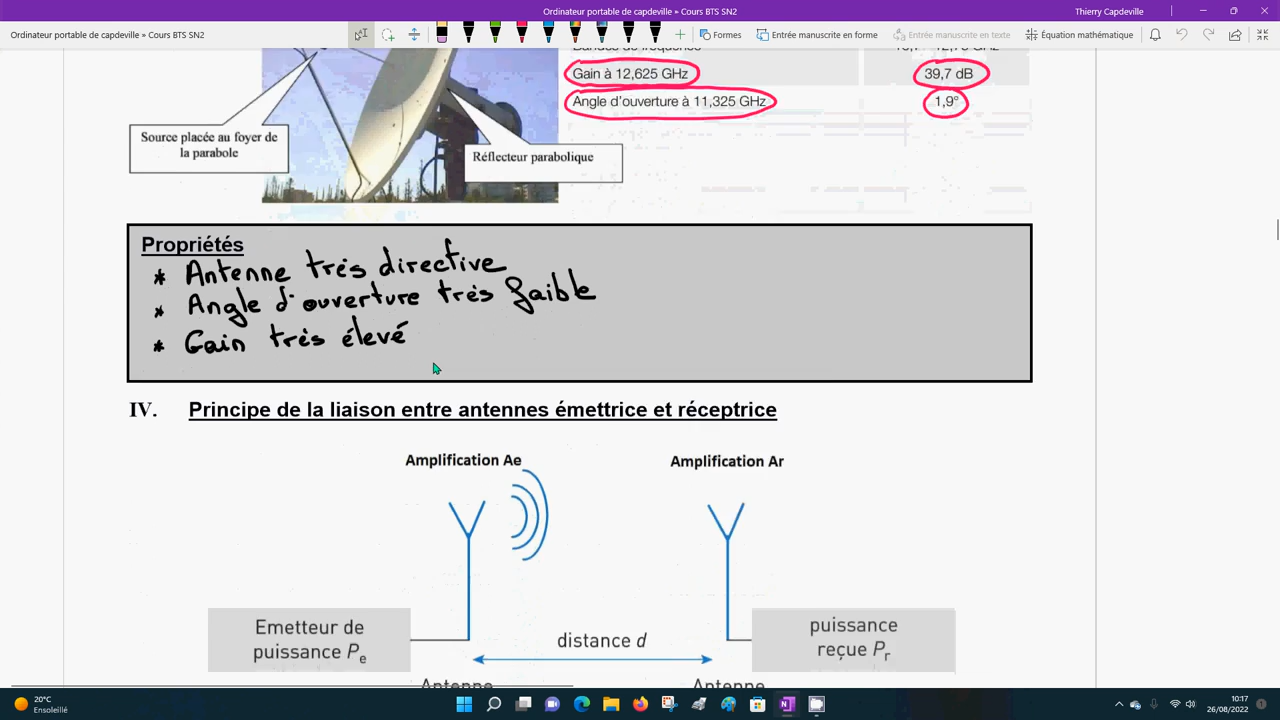 Ordinateur portable de capdeville » Cours BTS SN2
Thierry Capdeville
Ordinateur portable de capdeville » Cours BTS SN2
Formes
Entrée manuscrite en forme
Entrée manuscrite en texte
Équation mathématique
Gain à 12,625 GHz
39,7 dB
Angle d'ouverture à 11,325 GHz
1,9°
Source placée au foyer de
la parabole
Réflecteur parabolique
Propriétés
* Antenne très directive
* Angle d'ouverture très faible
* Gain très élevé
IV. Principe de la liaison entre antennes émettrice et réceptrice
Amplification Ae
Amplification Ar
Emetteur de
puissance Pe
distance d
puissance
reçue Pr
Antenne
Antenne
20°C
Ensoleillé
10:17
26/08/2022